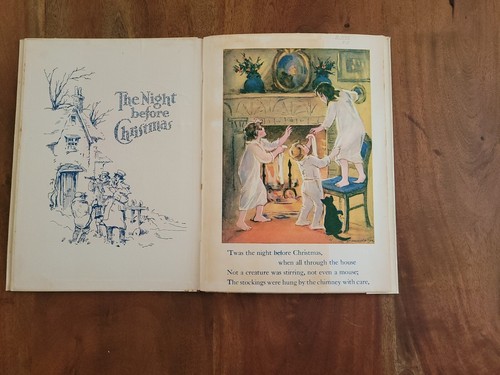 The Night
before
Christmas
'Twas the night before Christmas,
when all through the house
Not a creature was stirring, not even a mouse;
The stockings were hung by the chimney with care,